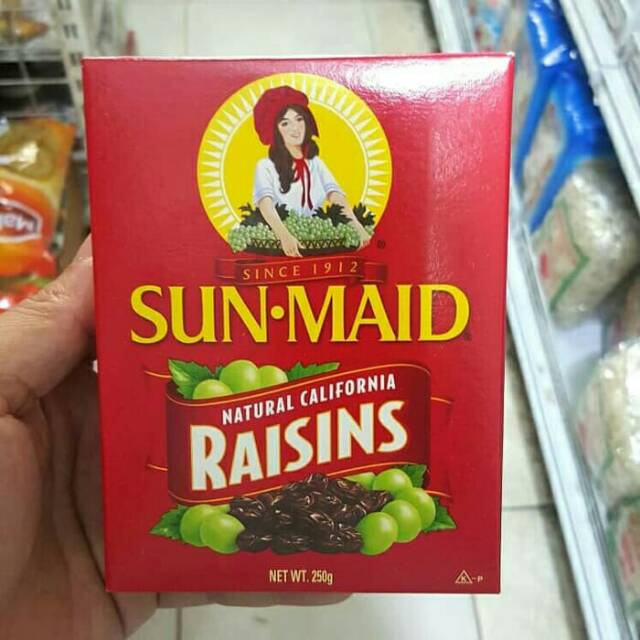 SINCE 1912
SUN•MAID
NATURAL CALIFORNIA
RAISINS
NET WT. 250g
K - P